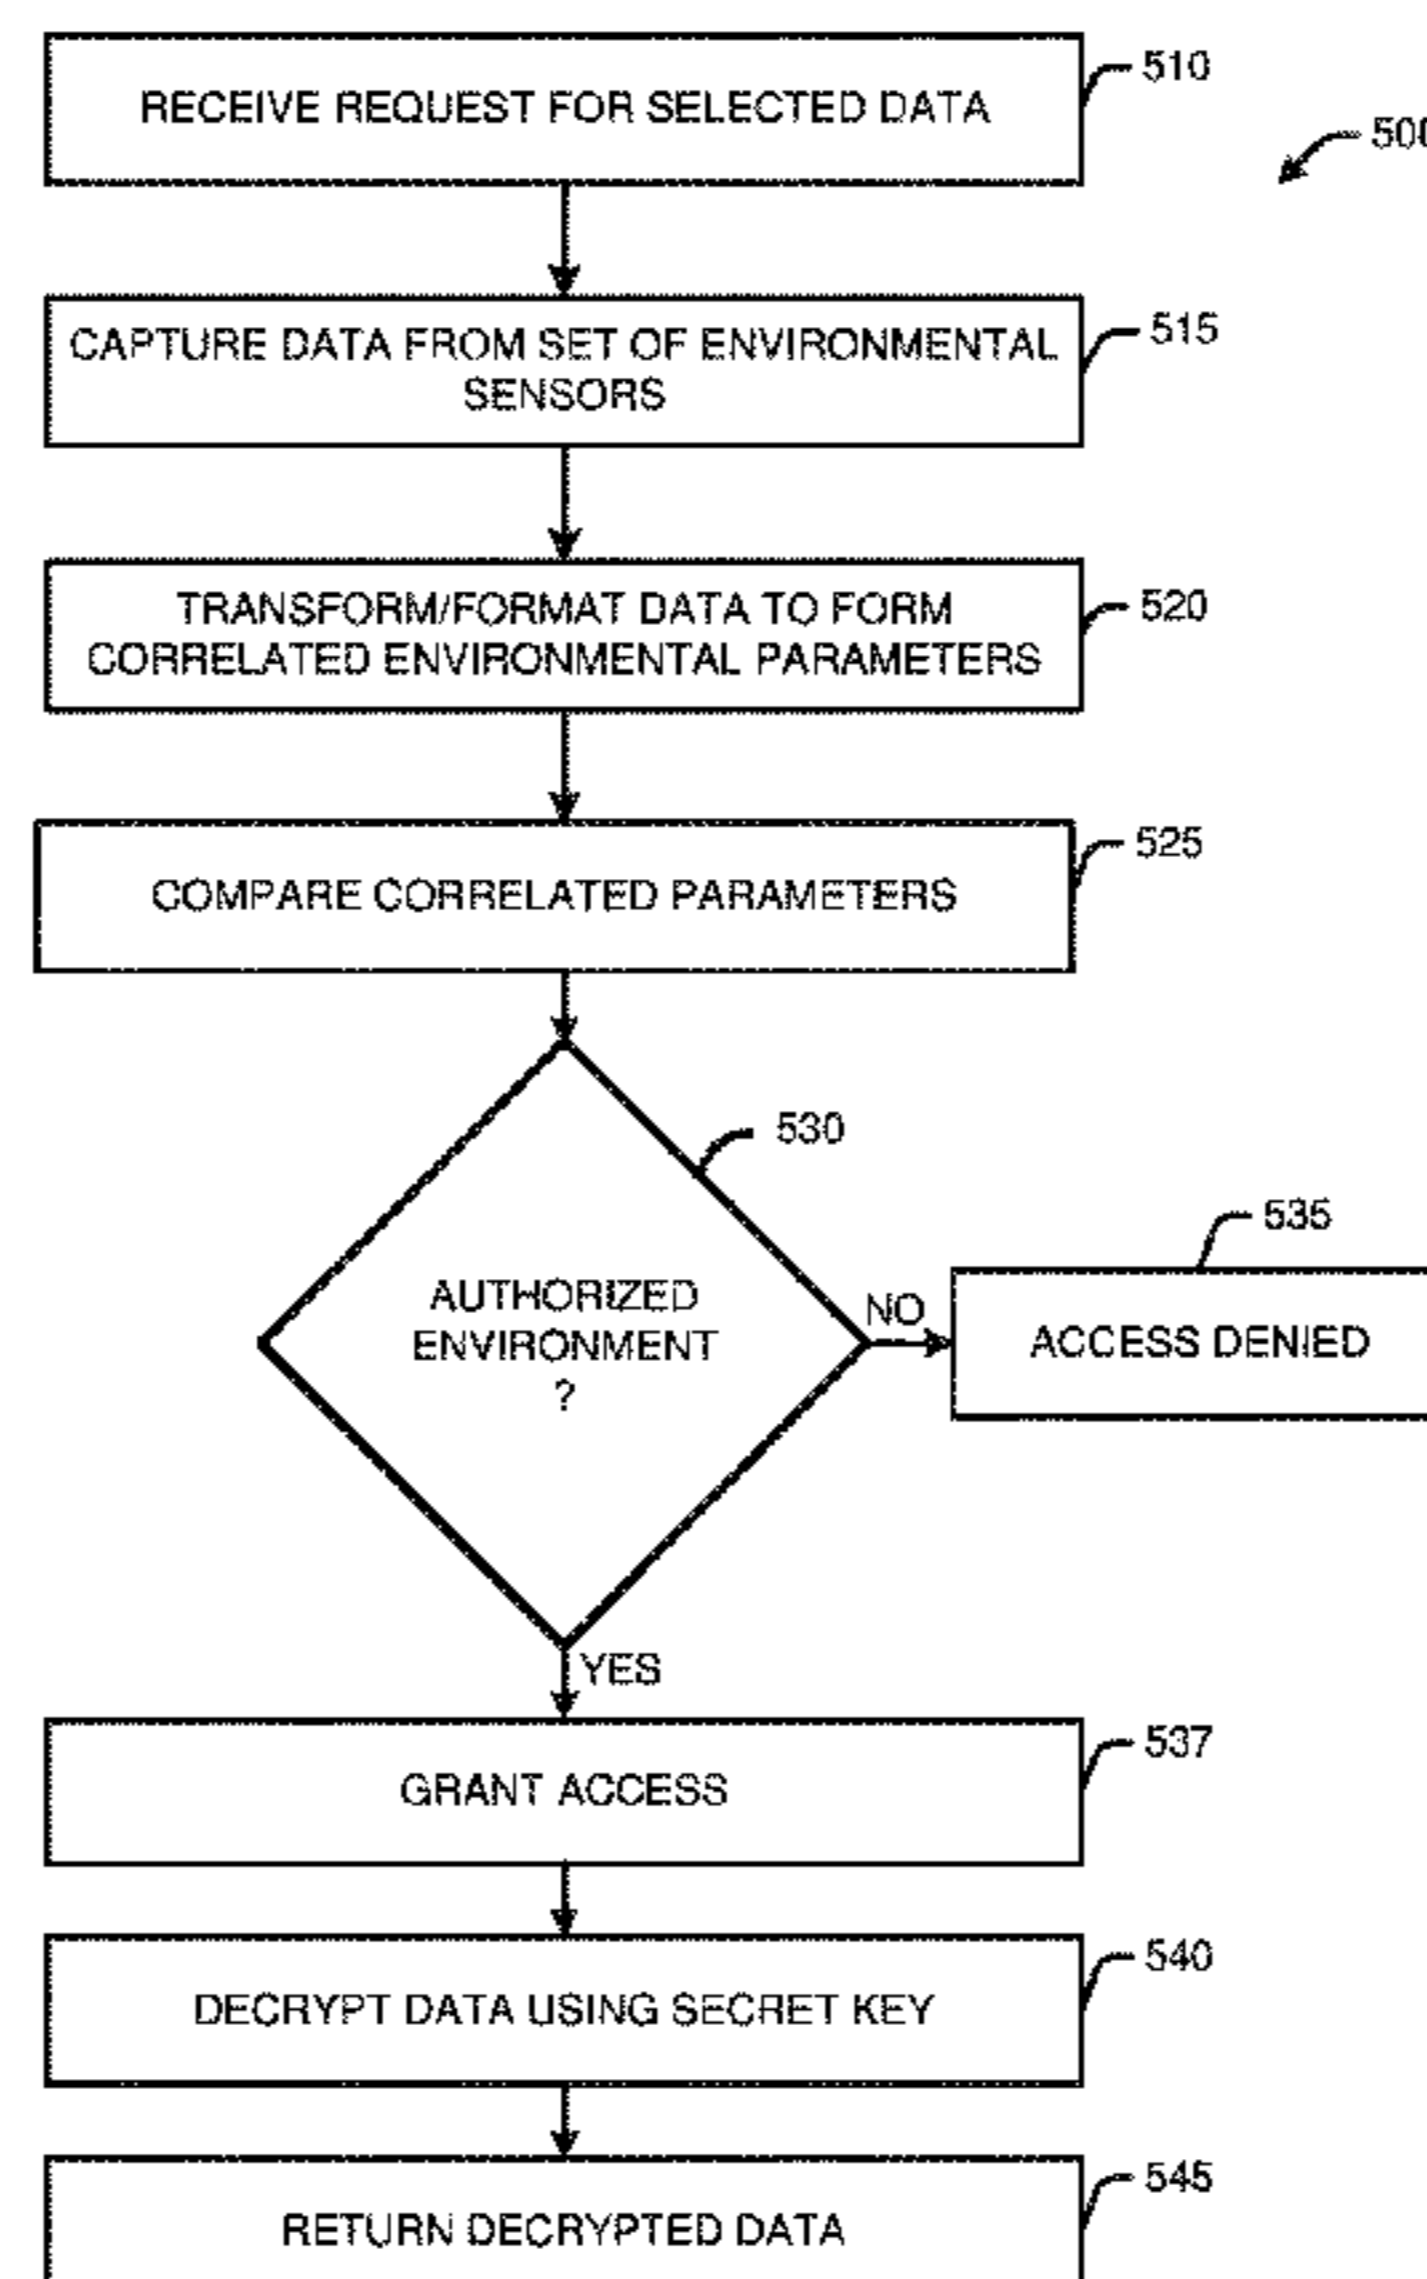 RECEIVE REQUEST FOR SELECTED DATA
510
500
CAPTURE DATA FROM SET OF ENVIRONMENTAL
SENSORS
515
TRANSFORM/FORMAT DATA TO FORM
CORRELATED ENVIRONMENTAL PARAMETERS
520
COMPARE CORRELATED PARAMETERS
525
530
AUTHORIZED
ENVIRONMENT
?
NO
535
ACCESS DENIED
YES
GRANT ACCESS
537
DECRYPT DATA USING SECRET KEY
540
RETURN DECRYPTED DATA
545